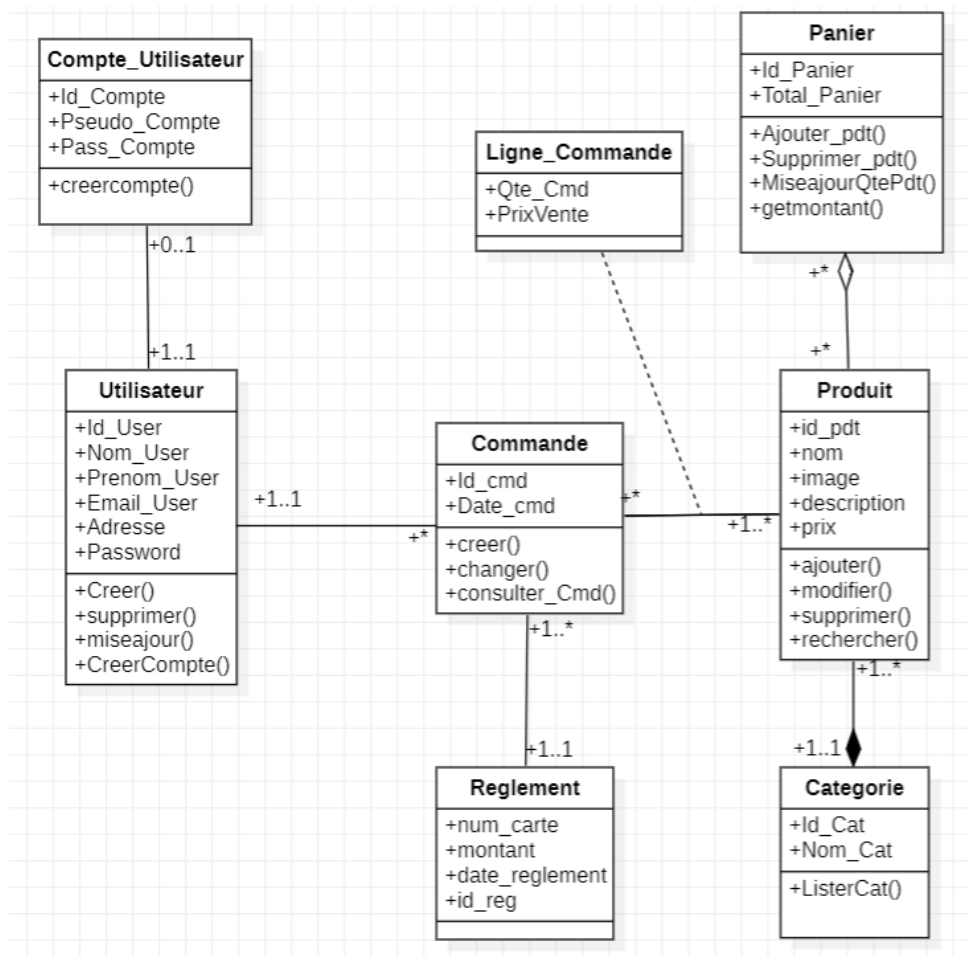 Compte_Utilisateur
+Id_Compte
+Pseudo_Compte
+Pass_Compte
+creercompte()
+0..1
+1..1
Utilisateur
+Id_User
+Nom_User
+Prenom_User
+Email_User
+Adresse
+Password
+Creer()
+supprimer()
+miseajour()
+CreerCompte()
+1..1
+*
Ligne_Commande
+Qte_Cmd
+PrixVente
Commande
+Id_cmd
+Date_cmd
+creer()
+changer()
+consulter_Cmd()
+*
+1..*
+1..*
+1..1
Reglement
+num_carte
+montant
+date_reglement
+id_reg
Panier
+Id_Panier
+Total_Panier
+Ajouter_pdt()
+Supprimer_pdt()
+MiseajourQtePdt()
+getmontant()
+*
+*
Produit
+id_pdt
+nom
+image
+description
+prix
+ajouter()
+modifier()
+supprimer()
+rechercher()
+1..*
+1..1
Categorie
+Id_Cat
+Nom_Cat
+ListerCat()